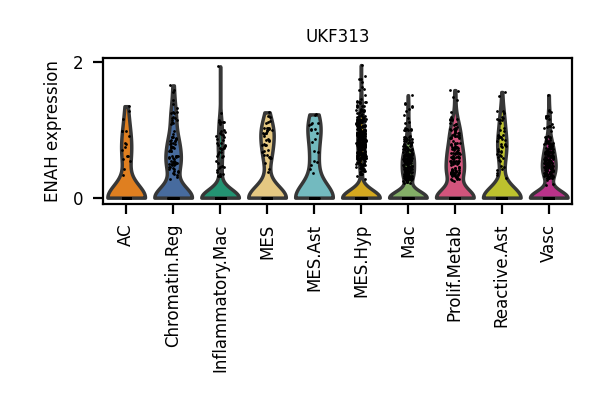 UKF313
ENAH expression
2
0
AC
Chromatin.Reg
Inflammatory.Mac
MES
MES.Ast
MES.Hyp
Mac
Prolif.Metab
Reactive.Ast
Vasc